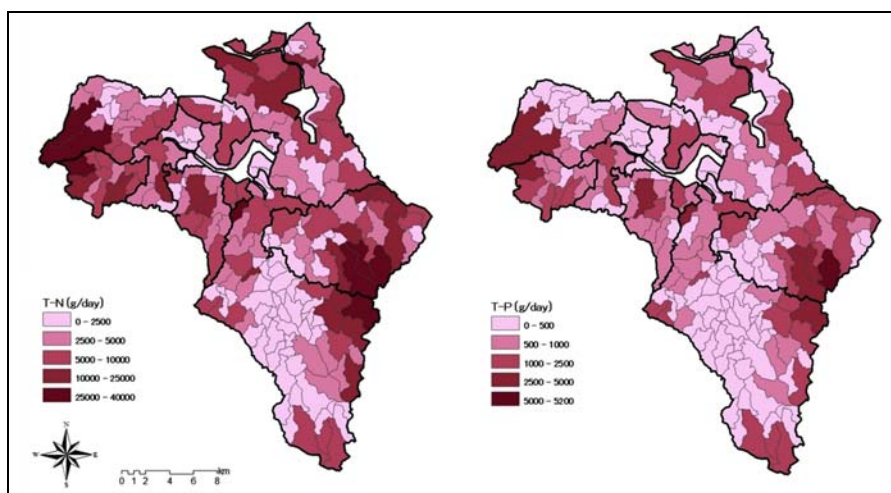 T-N (g/day)
0 - 2500
2500 - 5000
5000 - 10000
10000 - 25000
25000 - 40000
T-P (g/day)
0 - 500
500 - 1000
1000 - 2500
2500 - 5000
5000 - 5200
N
W
S
km
0 1 2 4 6 8